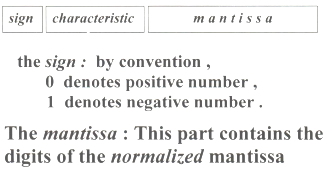 sign characteristic m a n t i s s a
the sign : by convention ,
0 denotes positive number ,
1 denotes negative number .
The mantissa : This part contains the
digits of the normalized mantissa